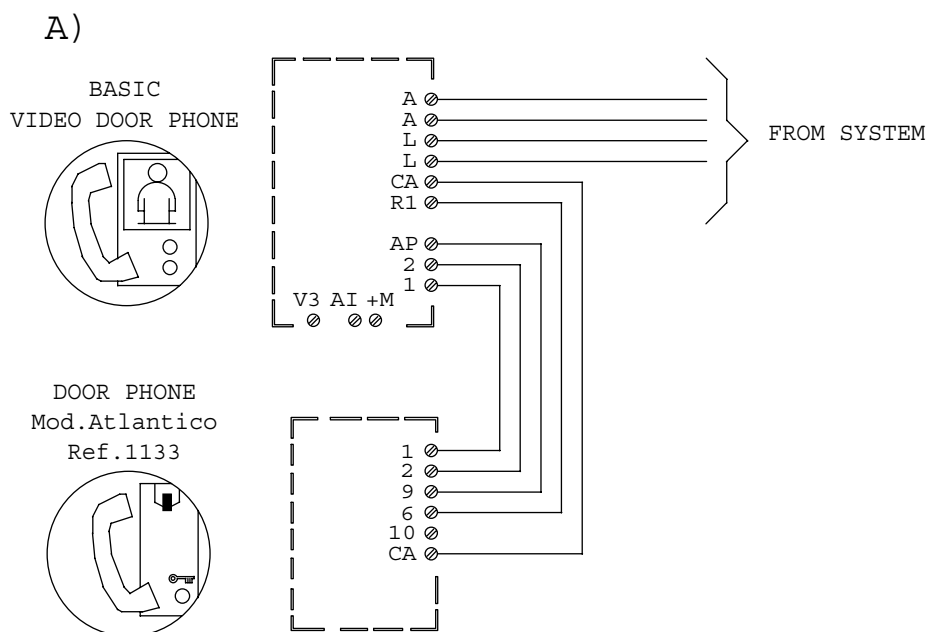 A)
BASIC
VIDEO DOOR PHONE
A
A
L
L
CA
R1
AP
2
1
V3 AI +M
FROM SYSTEM
DOOR PHONE
Mod.Atlantico
Ref.1133
1
2
9
6
10
CA